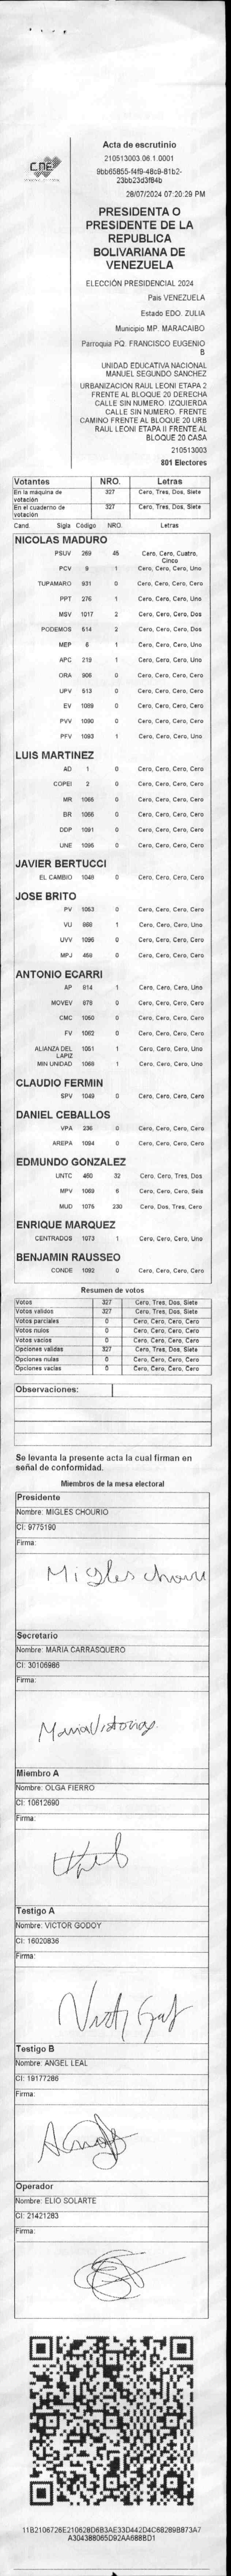 CNE
Acta de escrutinio
210513003.06.1.0001
9bb65855-f4f9-48c9-81b2-
23bb23d3f84b
28/07/2024 07:20:29 PM
PRESIDENTA O
PRESIDENTE DE LA
REPUBLICA
BOLIVARIANA DE
VENEZUELA
ELECCIÓN PRESIDENCIAL 2024
País VENEZUELA
Estado EDO. ZULIA
Municipio MP. MARACAIBO
Parroquia PQ. FRANCISCO EUGENIO
B
UNIDAD EDUCATIVA NACIONAL
MANUEL SEGUNDO SANCHEZ
URBANIZACION RAUL LEONI ETAPA 2
FRENTE AL BLOQUE 20 DERECHA
CALLE SIN NUMERO. IZQUIERDA
CALLE SIN NUMERO. FRENTE
CAMINO FRENTE AL BLOQUE 20 URB
RAUL LEONI ETAPA II FRENTE AL
BLOQUE 20 CASA
210513003
801 Electores
Votantes NRO. Letras
En la máquina de votación 327 Cero, Tres, Dos, Siete
En el cuaderno de votación 327 Cero, Tres, Dos, Siete
Cand. Sigla Código NRO. Letras
NICOLAS MADURO
PSUV 269 45 Cero, Cero, Cuatro, Cinco
PCV 9 1 Cero, Cero, Cero, Uno
TUPAMARO 931 0 Cero, Cero, Cero, Cero
PPT 276 1 Cero, Cero, Cero, Uno
MSV 1017 2 Cero, Cero, Cero, Dos
PODEMOS 514 2 Cero, Cero, Cero, Dos
MEP 6 1 Cero, Cero, Cero, Uno
APC 219 1 Cero, Cero, Cero, Uno
ORA 906 0 Cero, Cero, Cero, Cero
UPV 513 0 Cero, Cero, Cero, Cero
EV 1089 0 Cero, Cero, Cero, Cero
PVV 1090 0 Cero, Cero, Cero, Cero
PFV 1093 1 Cero, Cero, Cero, Uno
LUIS MARTINEZ
AD 1 0 Cero, Cero, Cero, Cero
COPEI 2 0 Cero, Cero, Cero, Cero
MR 0 Cero, Cero, Cero, Cero
BR 0 Cero, Cero, Cero, Cero
DDP 1091 0 Cero, Cero, Cero, Cero
UNE 0 Cero, Cero, Cero, Cero
JAVIER BERTUCCI
EL CAMBIO 1048 0 Cero, Cero, Cero, Cero
JOSE BRITO
PV 1053 0 Cero, Cero, Cero, Cero
VU 888 1 Cero, Cero, Cero, Uno
UVV 0 Cero, Cero, Cero, Cero
MPJ 0 Cero, Cero, Cero, Cero
ANTONIO ECARRI
AP 814 1 Cero, Cero, Cero, Uno
MOVEV 978 0 Cero, Cero, Cero, Cero
CMC 1050 0 Cero, Cero, Cero, Cero
FV 1062 0 Cero, Cero, Cero, Cero
ALIANZA DEL LAPIZ 1051 1 Cero, Cero, Cero, Uno
MIN UNIDAD 1068 1 Cero, Cero, Cero, Uno
CLAUDIO FERMIN
SPV 1049 0 Cero, Cero, Cero, Cero
DANIEL CEBALLOS
VPA 236 0 Cero, Cero, Cero, Cero
AREPA 1094 0 Cero, Cero, Cero, Cero
EDMUNDO GONZALEZ
UNTC 460 32 Cero, Cero, Tres, Dos
MPV 1069 6 Cero, Cero, Cero, Seis
MUD 1075 230 Cero, Dos, Tres, Cero
ENRIQUE MARQUEZ
CENTRADOS 1073 1 Cero, Cero, Cero, Uno
BENJAMIN RAUSSEO
CONDE 1092 0 Cero, Cero, Cero, Cero
Resumen de votos
Votos 327 Cero, Tres, Dos, Siete
Votos válidos 327 Cero, Tres, Dos, Siete
Votos parciales 0 Cero, Cero, Cero, Cero
Votos nulos 0 Cero, Cero, Cero, Cero
Votos vacíos 0 Cero, Cero, Cero, Cero
Opciones válidas 327 Cero, Tres, Dos, Siete
Opciones nulas 0 Cero, Cero, Cero, Cero
Opciones vacías 0 Cero, Cero, Cero, Cero
Observaciones:
Se levanta la presente acta la cual firman en
señal de conformidad.
Miembros de la mesa electoral
Presidente
Nombre: MIGLES CHOURIO
CI: 9775190
Firma:
Migles chouri
Secretario
Nombre: MARIA CARRASQUERO
CI: 30106986
Firma:
Miembro A
Nombre: OLGA FIERRO
CI: 10612690
Firma:
Testigo A
Nombre: VICTOR GODOY
CI: 16020836
Firma:
Testigo B
Nombre: ANGEL LEAL
CI: 19177286
Firma:
Operador
Nombre: ELIO SOLARTE
CI: 21421283
Firma:
11B2106728E210628D6B3AE33D442D4C68289B873A7
A304388065D92AA688BD1